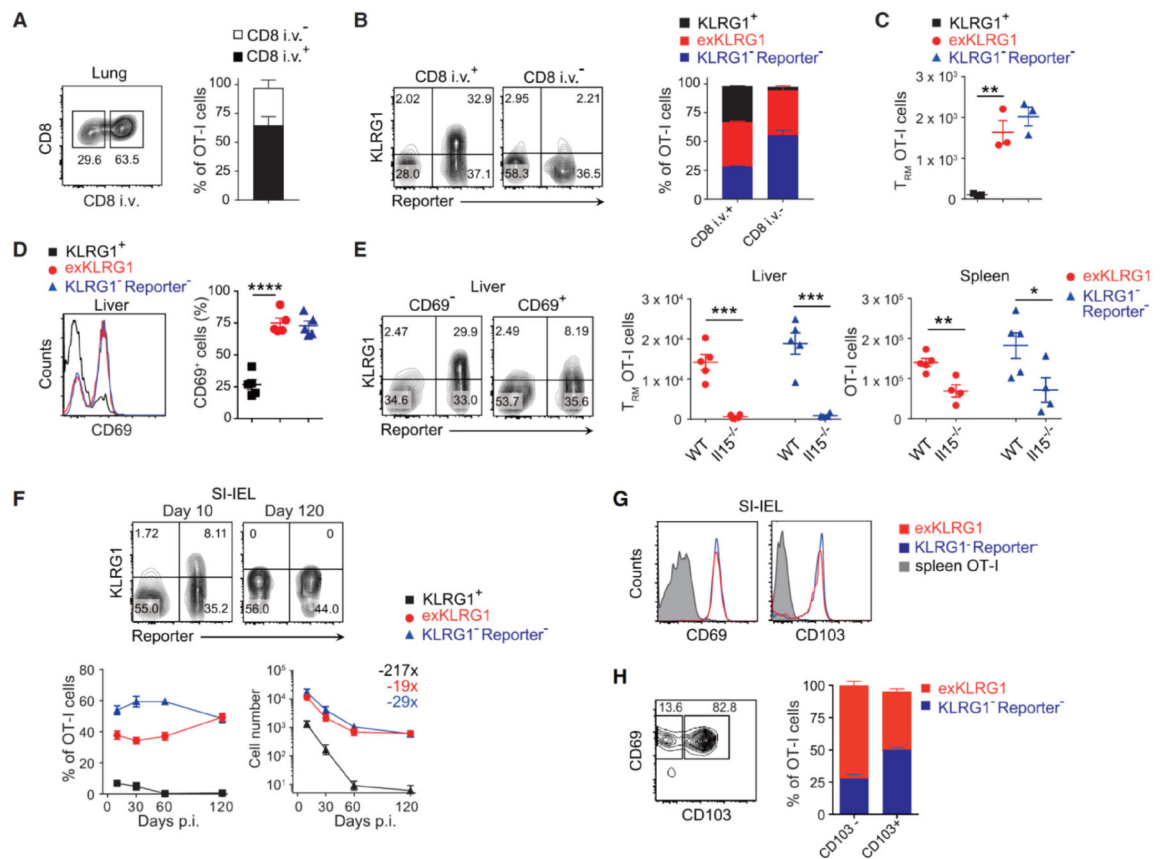 A
CD8 i.v.⁻
CD8 i.v.⁺
Lung
CD8
29.6 63.5
CD8 i.v.
% of OT-I cells
100
75
50
25
0
B
KLRG1⁺
exKLRG1
KLRG1⁻Reporter⁻
CD8 i.v.⁺ CD8 i.v.⁻
2.02 32.9 2.95 2.21
KLRG1
28.0 37.1 58.3 36.5
Reporter
% of OT-I cells
100
75
50
25
0
CD8 i.v.+ CD8 i.v.-
C
KLRG1⁺
exKLRG1
KLRG1⁻Reporter⁻
T_RM OT-I cells
3 x 10³
2 x 10³
1 x 10³
0
**
D
KLRG1⁺
exKLRG1
KLRG1⁻Reporter⁻
Liver
Counts
CD69
CD69⁺ cells (%)
100
75
50
25
0
****
E
Liver
CD69⁻ CD69⁺
2.47 29.9 2.49 8.19
KLRG1
34.6 33.0 53.7 35.6
Reporter
Liver
T_RM OT-I cells
3 x 10⁴
2 x 10⁴
1 x 10⁴
0
*** ***
WT Il15⁻/⁻ WT Il15⁻/⁻
Spleen
OT-I cells
3 x 10⁵
2 x 10⁵
1 x 10⁵
0
** *
WT Il15⁻/⁻ WT Il15⁻/⁻
exKLRG1
KLRG1⁻
Reporter⁻
F
SI-IEL
Day 10 Day 120
1.72 8.11 0 0
KLRG1
55.0 35.2 56.0 44.0
Reporter
KLRG1⁺
exKLRG1
KLRG1⁻Reporter⁻
% of OT-I cells
80
60
40
20
0
0 30 60 120
Days p.i.
Cell number
10⁵
10⁴
10³
10²
10¹
-217x
-19x
-29x
0 30 60 120
Days p.i.
G
SI-IEL
Counts
CD69 CD103
exKLRG1
KLRG1⁻Reporter⁻
spleen OT-I
H
13.6 82.8
CD69
CD103
% of OT-I cells
100
75
50
25
0
CD103 - CD103+
exKLRG1
KLRG1⁻Reporter⁻